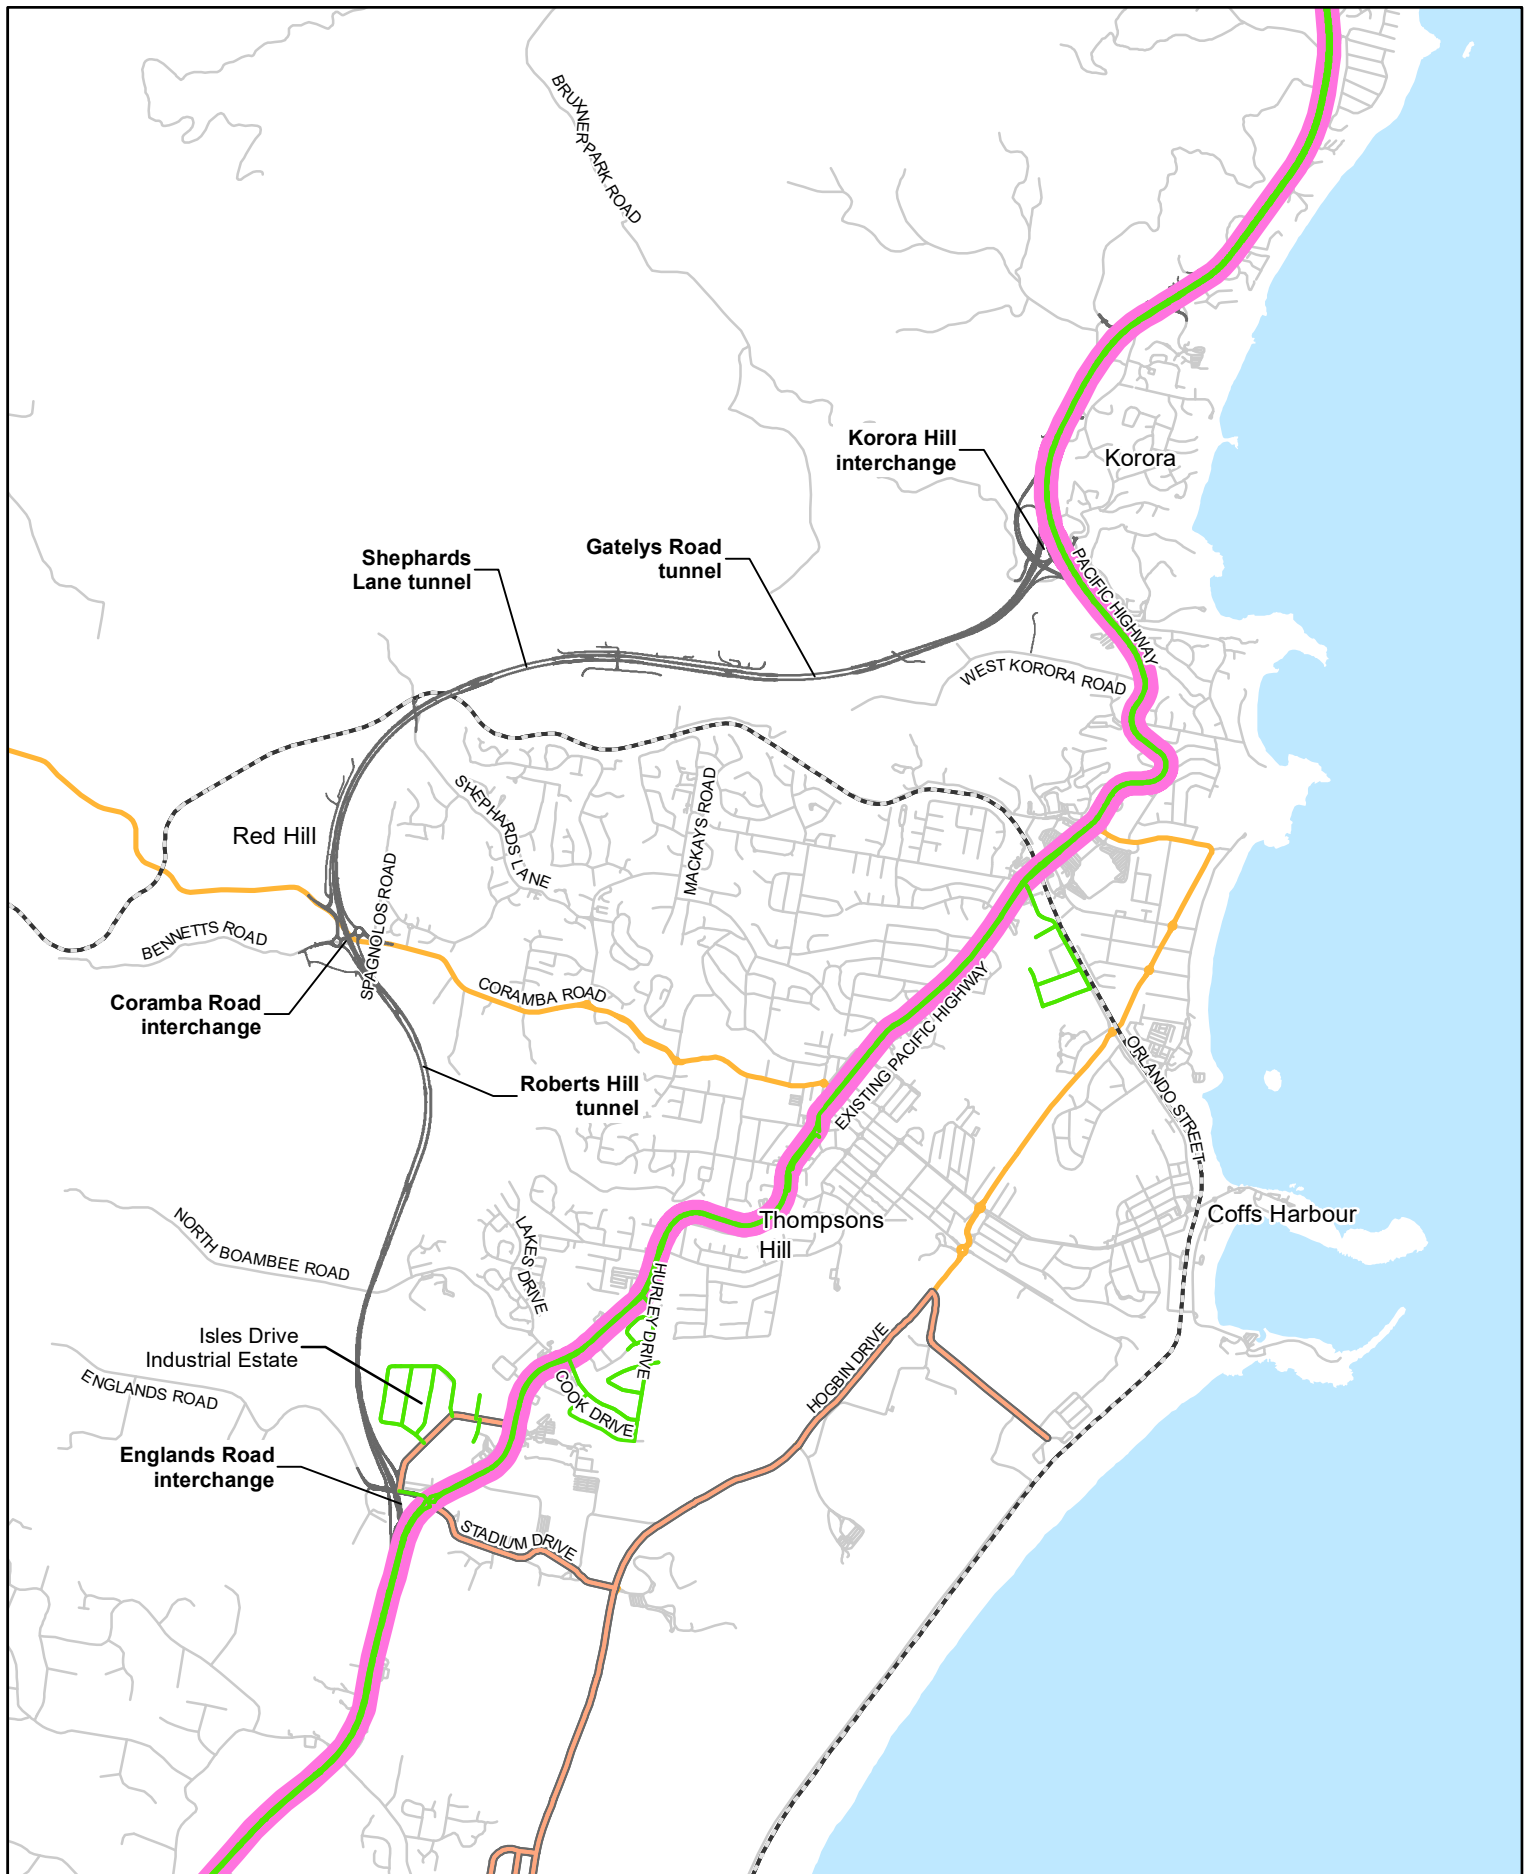 BRUXNER PARK ROAD
Korora Hill
interchange
Korora
Shephards
Lane tunnel
Gatelys Road
tunnel
PACIFIC HIGHWAY
WEST KORORA ROAD
SHEPHARDS LANE
MACKAYS ROAD
Red Hill
SPAGNOLOS ROAD
BENNETTS ROAD
CORAMBA ROAD
Coramba Road
interchange
EXISTING PACIFIC HIGHWAY
ORLANDO STREET
Roberts Hill
tunnel
NORTH BOAMBEE ROAD
LAKES DRIVE
Thompsons
Hill
Coffs Harbour
HURLEY DRIVE
Isles Drive
Industrial Estate
ENGLANDS ROAD
COOK DRIVE
HOGBIN DRIVE
Englands Road
interchange
STADIUM DRIVE